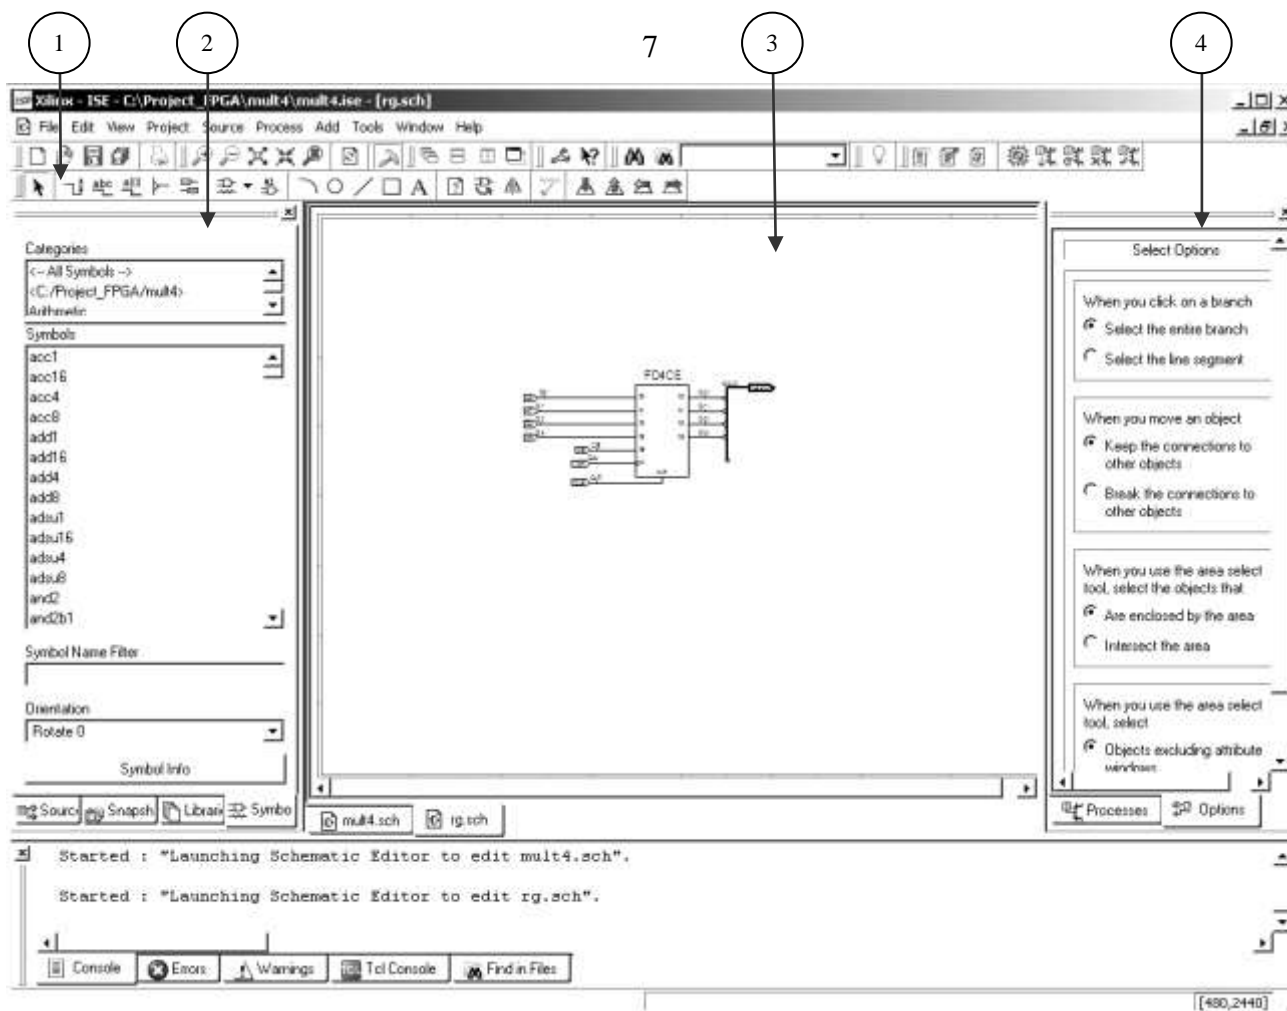 1 2 7 3 4
Xilinx - ISE - C:\Project_FPGA\mult4\mult4.ise - [rg.sch]
File Edit View Project Source Process Add Tools Window Help
Categories
<-- All Symbols -->
<C:/Project_FPGA/mult4>
Arithmetic
Symbols
acc1
acc16
acc4
acc8
add1
add16
add4
add8
adsu1
adsu16
adsu4
adsu8
and2
and2b1
Symbol Name Filter
Orientation
Rotate 0
Symbol Info
Sourc Snapsh Librari Symbo
FD4CE
mult4.sch rg.sch
Select Options
When you click on a branch
Select the entire branch
Select the line segment
When you move an object
Keep the connections to
other objects
Break the connections to
other objects
When you use the area select
tool, select the objects that
Are enclosed by the area
Intersect the area
When you use the area select
tool, select
Objects excluding attribute
windows
Processes Options
Started : "Launching Schematic Editor to edit mult4.sch".
Started : "Launching Schematic Editor to edit rg.sch".
Console Errors Warnings Tcl Console Find in Files
[480,2440]